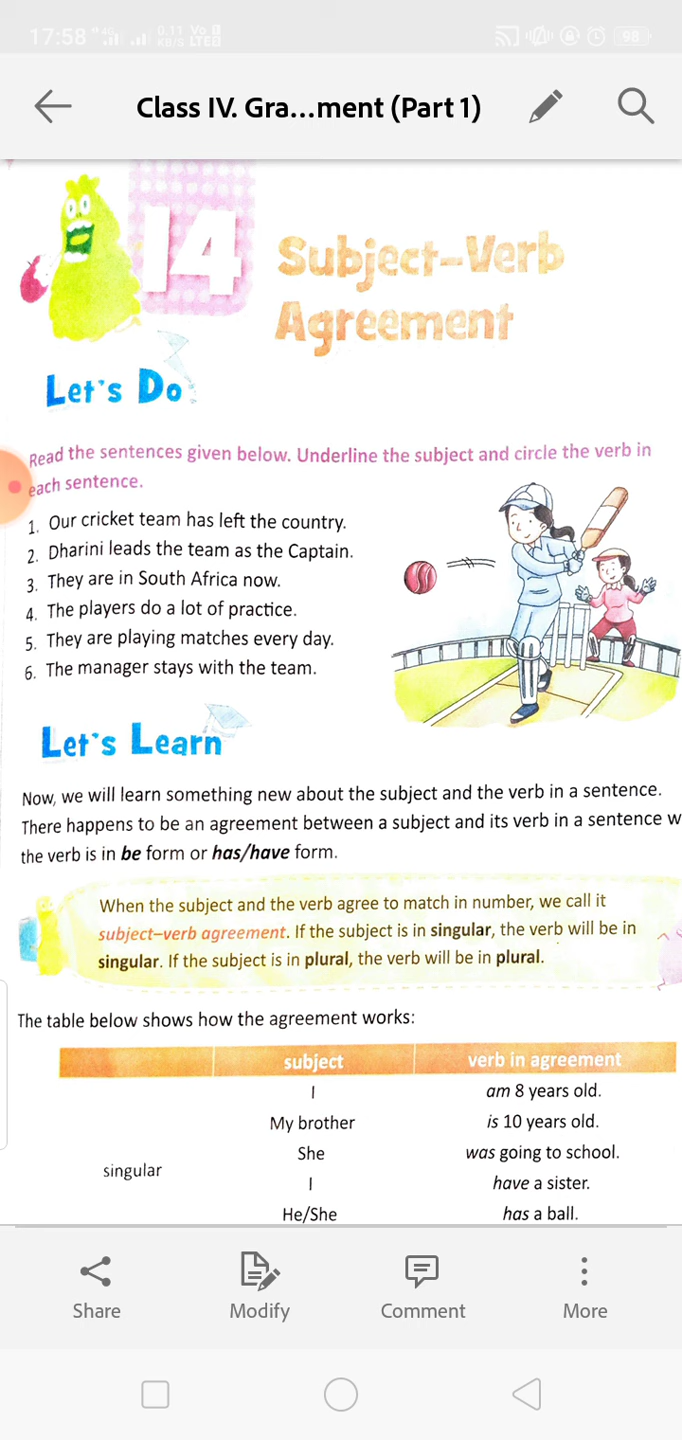 17:58
0.11
KB/S
Vo
LTE
98
Class IV. Gra...ment (Part 1)
14
Subject–Verb
Agreement
Let's Do
Read the sentences given below. Underline the subject and circle the verb in
each sentence.
1. Our cricket team has left the country.
2. Dharini leads the team as the Captain.
3. They are in South Africa now.
4. The players do a lot of practice.
5. They are playing matches every day.
6. The manager stays with the team.
Let's Learn
Now, we will learn something new about the subject and the verb in a sentence.
There happens to be an agreement between a subject and its verb in a sentence w
the verb is in be form or has/have form.
When the subject and the verb agree to match in number, we call it
subject–verb agreement. If the subject is in singular, the verb will be in
singular. If the subject is in plural, the verb will be in plural.
The table below shows how the agreement works:
subject verb in agreement
I am 8 years old.
My brother is 10 years old.
She was going to school.
singular
I have a sister.
He/She has a ball.
Share Modify Comment More